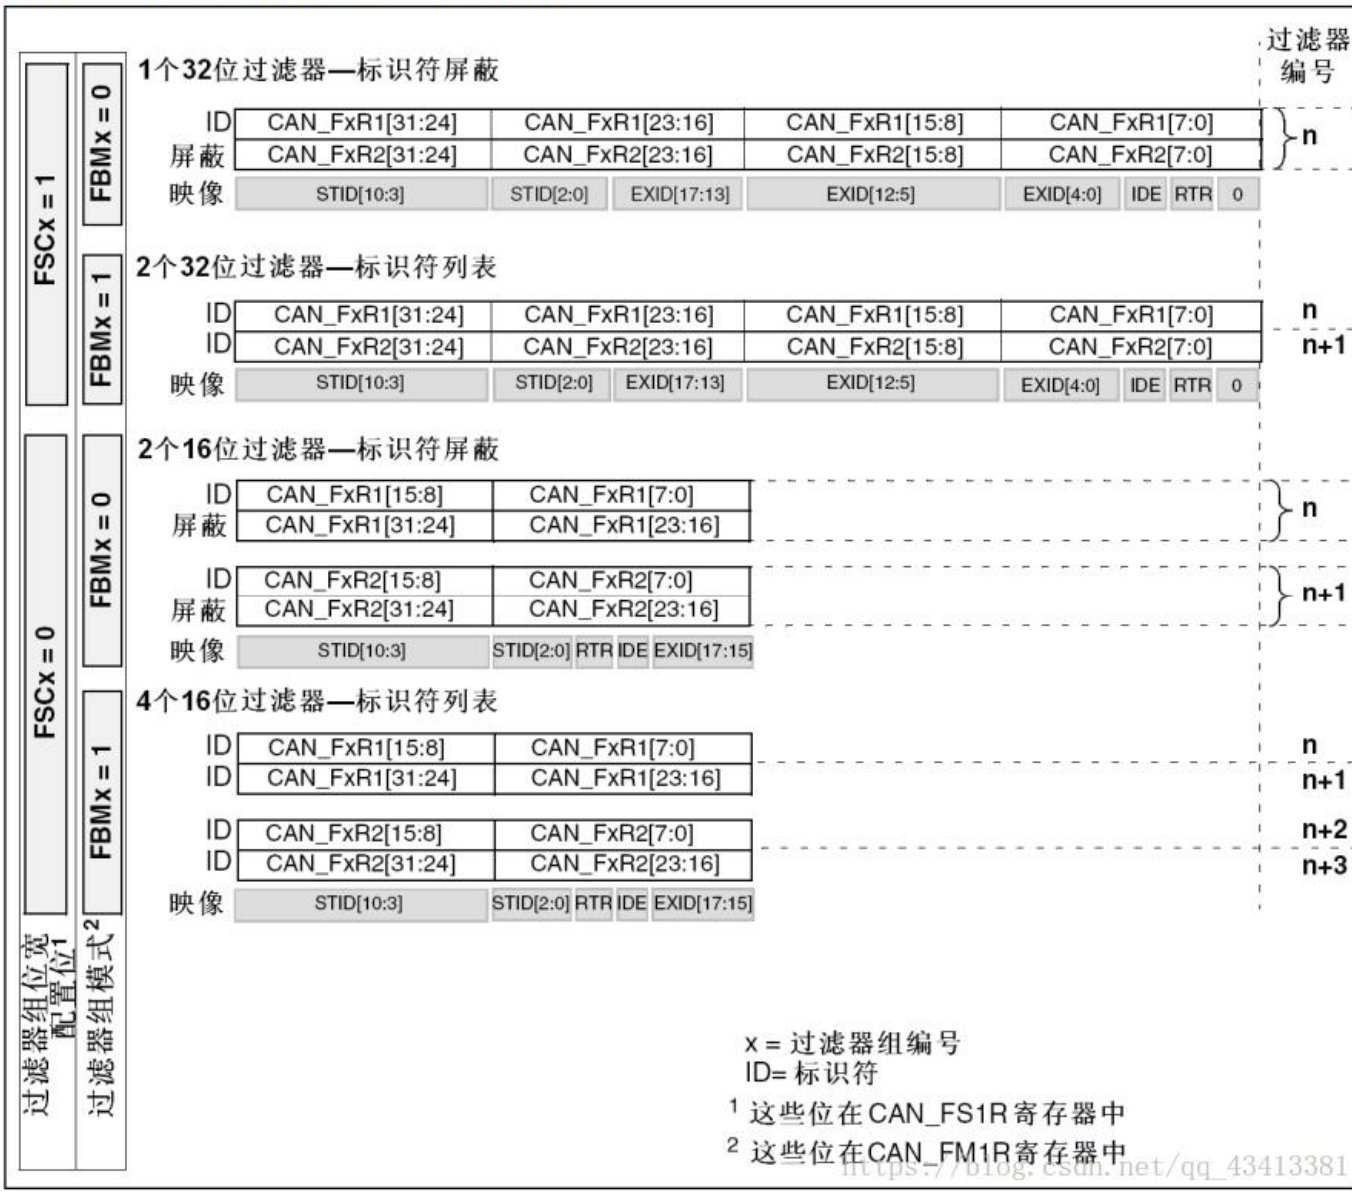 过滤器
编号
1个32位过滤器—标识符屏蔽
FSCx = 1
FBMx = 0
ID CAN_FxR1[31:24] CAN_FxR1[23:16] CAN_FxR1[15:8] CAN_FxR1[7:0] n
屏蔽 CAN_FxR2[31:24] CAN_FxR2[23:16] CAN_FxR2[15:8] CAN_FxR2[7:0]
映像 STID[10:3] STID[2:0] EXID[17:13] EXID[12:5] EXID[4:0] IDE RTR 0
2个32位过滤器—标识符列表
FBMx = 1
ID CAN_FxR1[31:24] CAN_FxR1[23:16] CAN_FxR1[15:8] CAN_FxR1[7:0] n
ID CAN_FxR2[31:24] CAN_FxR2[23:16] CAN_FxR2[15:8] CAN_FxR2[7:0] n+1
映像 STID[10:3] STID[2:0] EXID[17:13] EXID[12:5] EXID[4:0] IDE RTR 0
2个16位过滤器—标识符屏蔽
FSCx = 0
FBMx = 0
ID CAN_FxR1[15:8] CAN_FxR1[7:0] n
屏蔽 CAN_FxR1[31:24] CAN_FxR1[23:16]
ID CAN_FxR2[15:8] CAN_FxR2[7:0] n+1
屏蔽 CAN_FxR2[31:24] CAN_FxR2[23:16]
映像 STID[10:3] STID[2:0] RTR IDE EXID[17:15]
4个16位过滤器—标识符列表
FBMx = 1
ID CAN_FxR1[15:8] CAN_FxR1[7:0] n
ID CAN_FxR1[31:24] CAN_FxR1[23:16] n+1
ID CAN_FxR2[15:8] CAN_FxR2[7:0] n+2
ID CAN_FxR2[31:24] CAN_FxR2[23:16] n+3
映像 STID[10:3] STID[2:0] RTR IDE EXID[17:15]
过滤器组位宽
配置位1
过滤器组模式2
x = 过滤器组编号
ID= 标识符
1 这些位在CAN_FS1R寄存器中
2 这些位在CAN_FM1R寄存器中
https://blog.csdn.net/qq_43413381